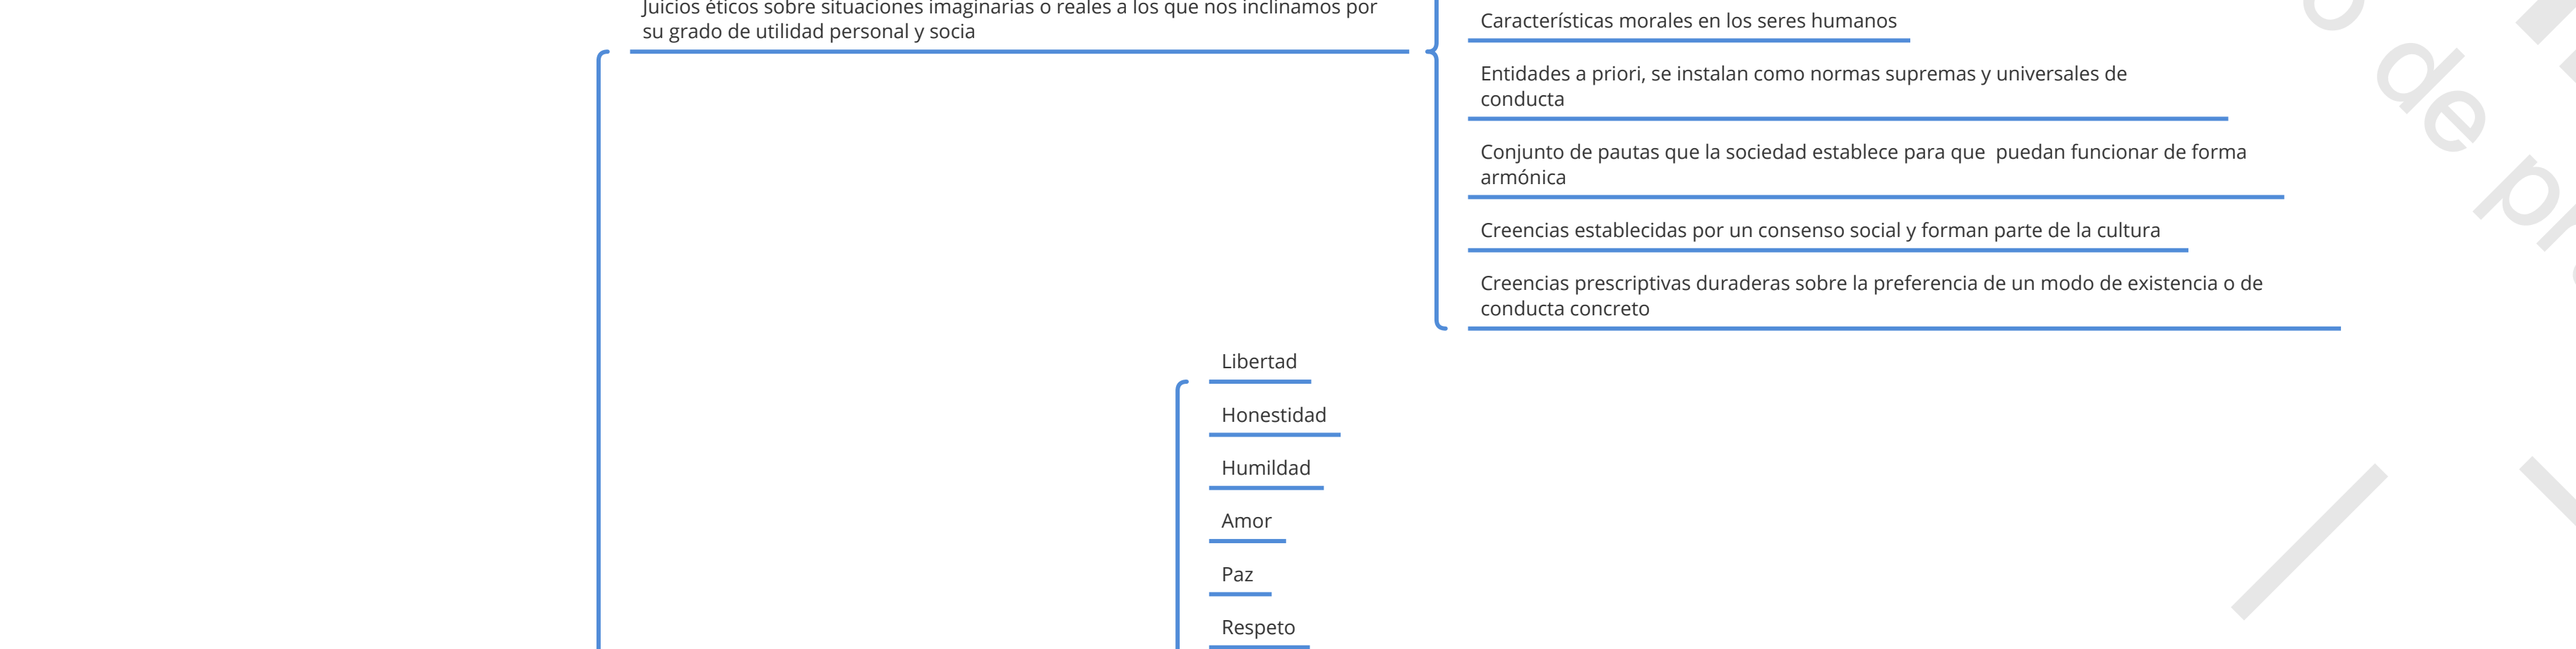 Juicios éticos sobre situaciones imaginarias o reales a los que nos inclinamos por
su grado de utilidad personal y socia
Características morales en los seres humanos
Entidades a priori, se instalan como normas supremas y universales de
conducta
Conjunto de pautas que la sociedad establece para que  puedan funcionar de forma
armónica
Creencias establecidas por un consenso social y forman parte de la cultura
Creencias prescriptivas duraderas sobre la preferencia de un modo de existencia o de
conducta concreto
Libertad
Honestidad
Humildad
Amor
Paz
Respeto
de